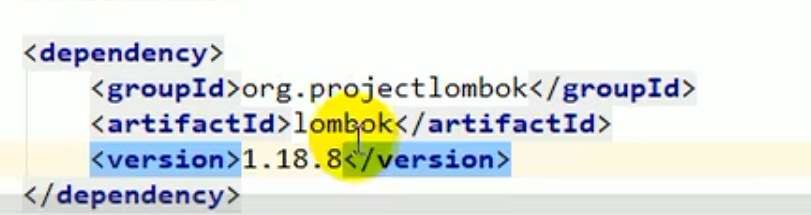 <dependency>
<groupId>org.projectlombok</groupId>
<artifactId>lombok</artifactId>
<version>1.18.8</version>
</dependency>